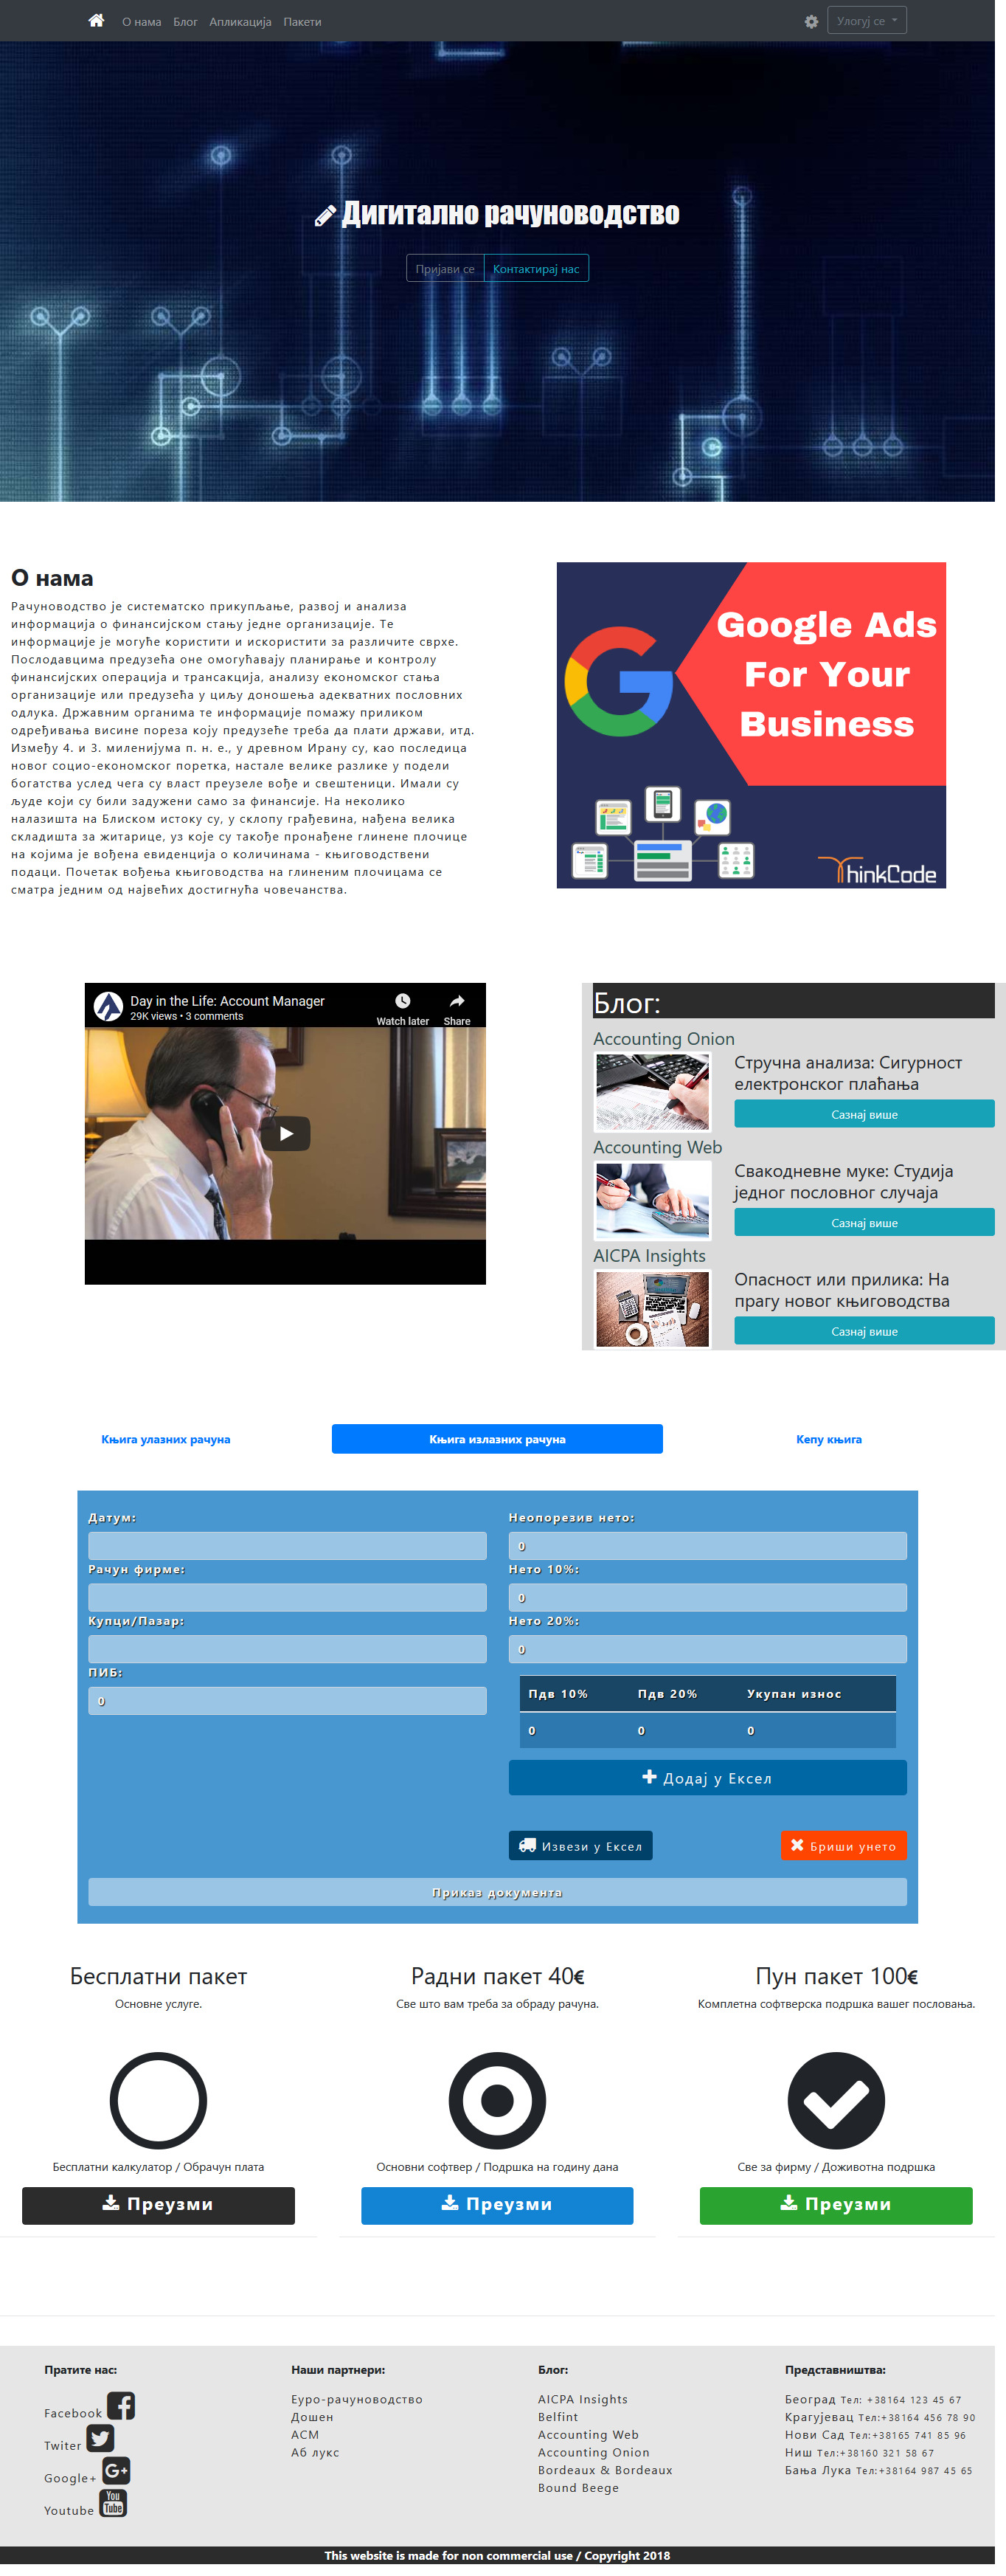 О нама Блог Апликација Пакети
Улогуј се
Дигитално рачуноводство
Пријави се Контактирај нас
О нама
Рачуноводство је систематско прикупљање, развој и анализа
информација о финансијском стању једне организације. Те
информације је могуће користити и искористити за различите сврхе.
Послодавцима предузећа оне омогућавају планирање и контролу
финансијских операција и трансакција, анализу економског стања
организације или предузећа у циљу доношења адекватних пословних
одлука. Државним органима те информације помажу приликом
одређивања висине пореза коју предузеће треба да плати држави, итд.
Између 4. и 3. миленијума п. н. е., у древном Ирану су, као последица
новог социо-економског поретка, настале велике разлике у подели
богатства услед чега су власт преузеле вође и свештеници. Имали су
људе који су били задужени само за финансије. На неколико
налазишта на Блиском истоку су, у склопу грађевина, нађена велика
складишта за житарице, уз које су такође пронађене глинене плочице
на којима је вођена евиденција о количинама - књиговодствени
подаци. Почетак вођења књиговодства на глиненим плочицама се
сматра једним од највећих достигнућа човечанства.
Google Ads
For Your
Business
ThinkCode
Day in the Life: Account Manager
29K views • 3 comments
Watch later Share
Блог:
Accounting Onion
Стручна анализа: Сигурност
електронског плаћања
Сазнај више
Accounting Web
Свакодневне муке: Студија
једног пословног случаја
Сазнај више
AICPA Insights
Опасност или прилика: На
прагу новог књиговодства
Сазнај више
Књига улазних рачуна Књига излазних рачуна Кепу књига
Датум:
Рачун фирме:
Купци/Пазар:
ПИБ:
0
Неопорезив нето:
0
Нето 10%:
0
Нето 20%:
0
Пдв 10% Пдв 20% Укупан износ
0 0 0
Додај у Ексел
Извези у Ексел Бриши унето
Приказ документа
Бесплатни пакет
Основне услуге.
Бесплатни калкулатор / Обрачун плата
Преузми
Радни пакет 40€
Све што вам треба за обраду рачуна.
Основни софтвер / Подршка на годину дана
Преузми
Пун пакет 100€
Комплетна софтверска подршка вашег пословања.
Све за фирму / Доживотна подршка
Преузми
Пратите нас:
Facebook
Twiter
Google+
Youtube
You
Tube
Наши партнери:
Еуро-рачуноводство
Дошен
АСМ
Аб лукс
Блог:
AICPA Insights
Belfint
Accounting Web
Accounting Onion
Bordeaux & Bordeaux
Bound Beege
Представништва:
Београд Тел: +38164 123 45 67
Крагујевац Тел:+38164 456 78 90
Нови Сад Тел:+38165 741 85 96
Ниш Тел:+38160 321 58 67
Бања Лука Тел:+38164 987 45 65
This website is made for non commercial use / Copyright 2018